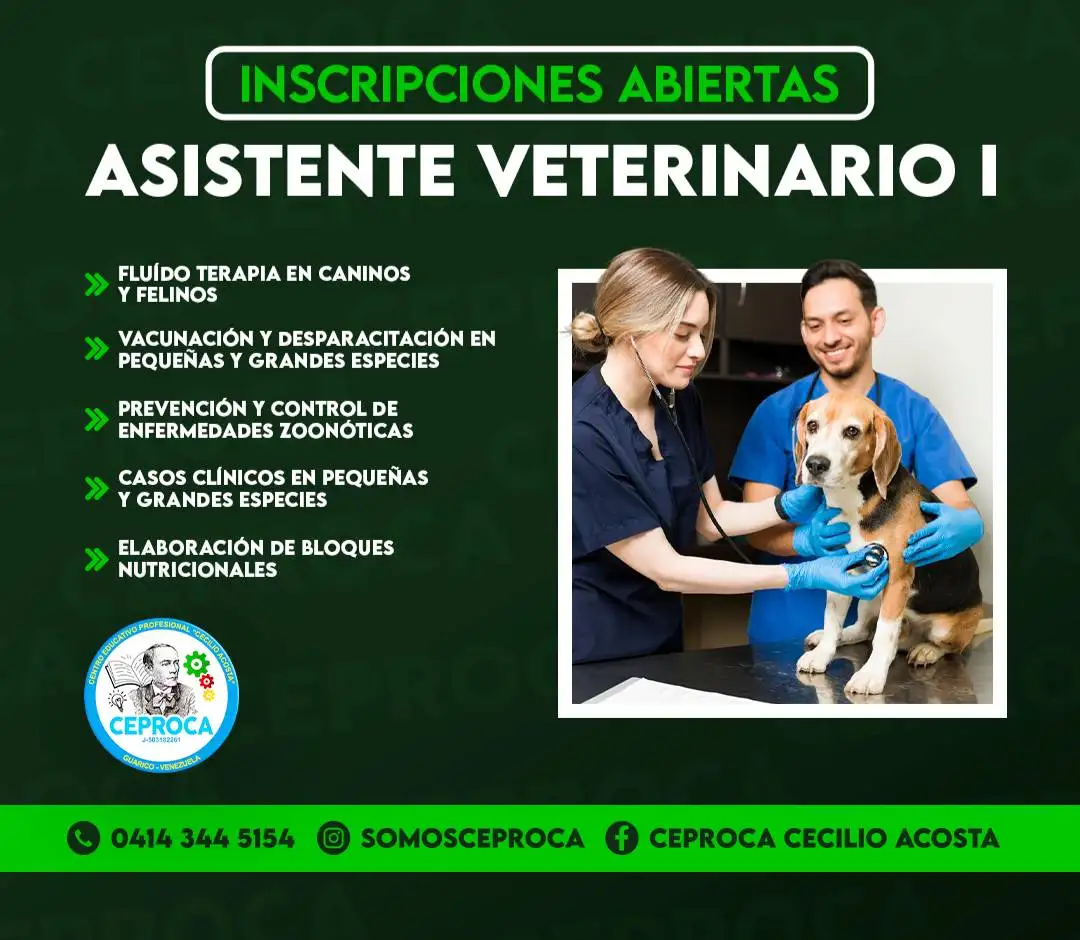 INSCRIPCIONES ABIERTAS
ASISTENTE VETERINARIO I
FLUÍDO TERAPIA EN CANINOS
Y FELINOS
VACUNACIÓN Y DESPARACITACIÓN EN
PEQUEÑAS Y GRANDES ESPECIES
PREVENCIÓN Y CONTROL DE
ENFERMEDADES ZOONÓTICAS
CASOS CLÍNICOS EN PEQUEÑAS
Y GRANDES ESPECIES
ELABORACIÓN DE BLOQUES
NUTRICIONALES
CENTRO EDUCATIVO PROFESIONAL "CECILIO ACOSTA"
CEPROCA
J-503182261
GUARICO - VENEZUELA
0414 344 5154 SOMOSCEPROCA CEPROCA CECILIO ACOSTA